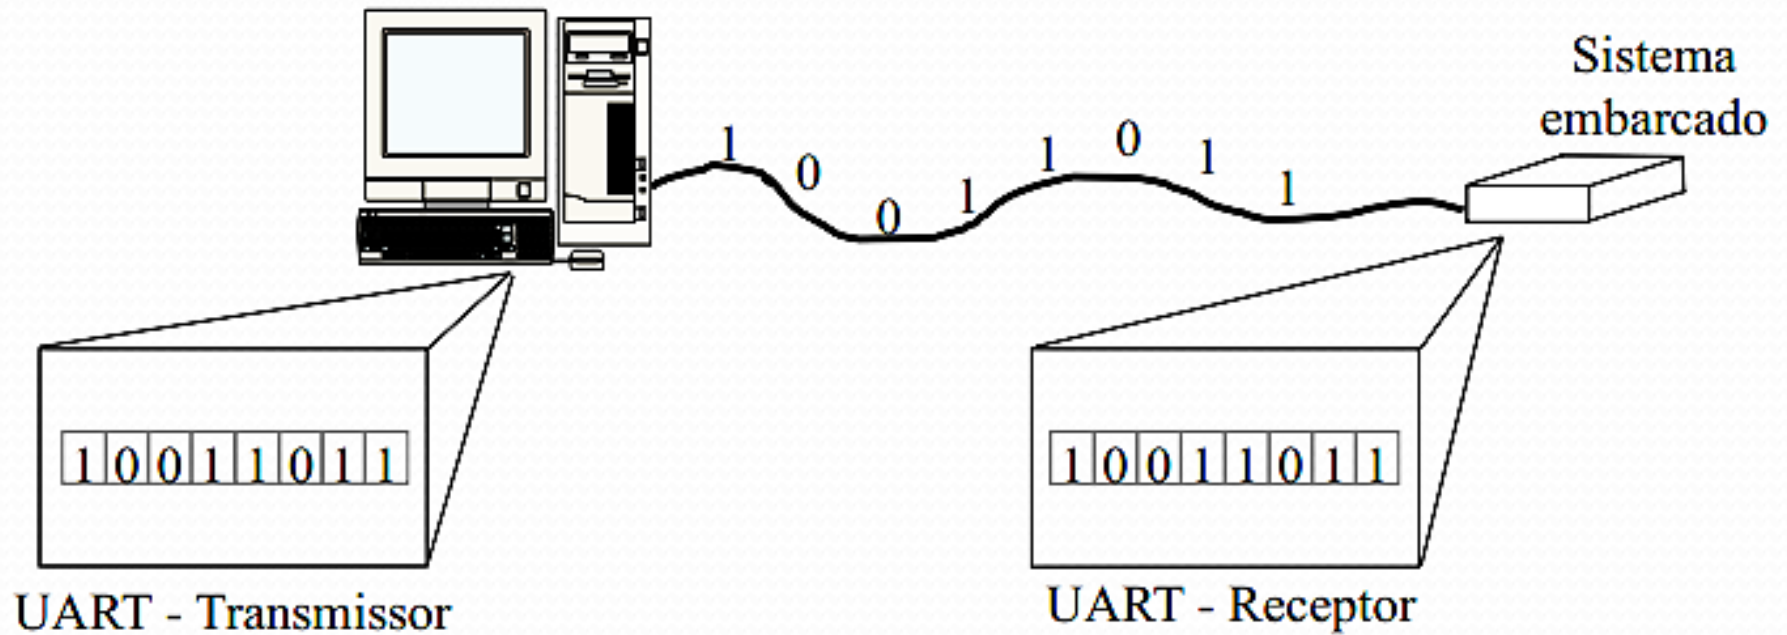 Sistema
embarcado
1 0 0 1 1 0 1 1
1 0 0 1 1 0 1 1
1 0 0 1 1 0 1 1
UART - Transmissor
UART - Receptor